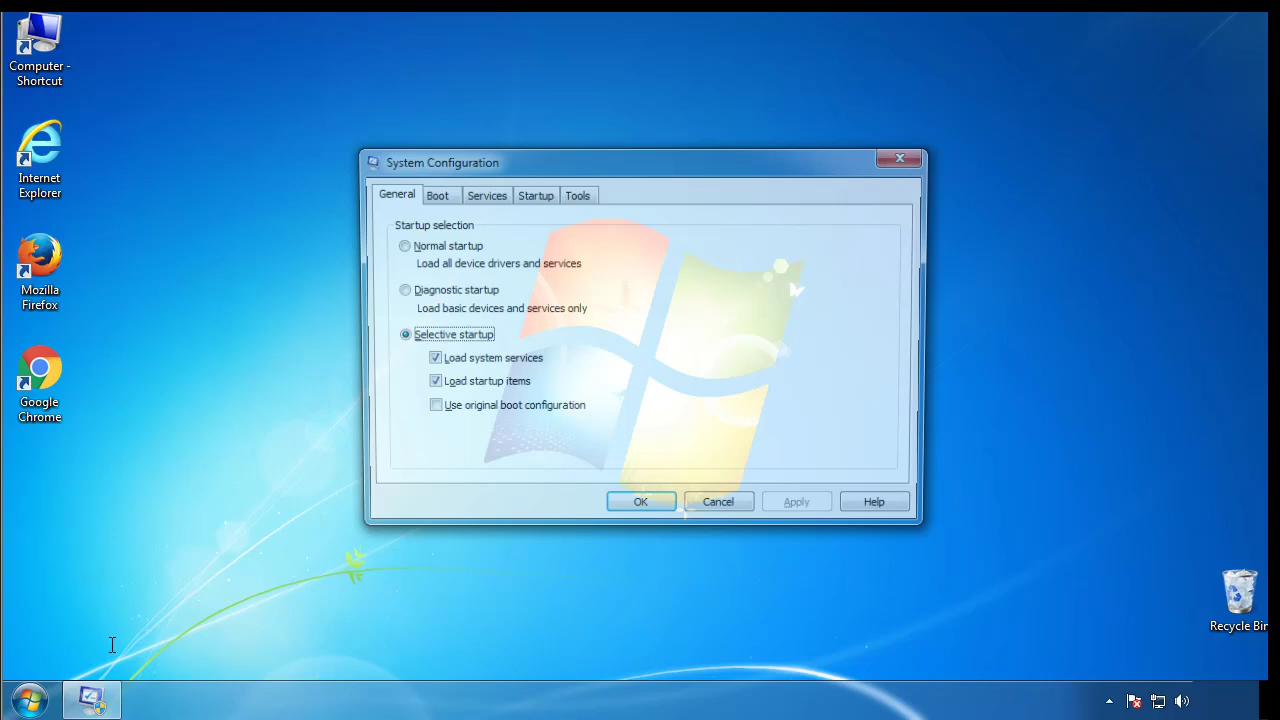 Computer -
Shortcut
Internet
Explorer
Mozilla
Firefox
Google
Chrome
System Configuration
General Boot Services Startup Tools
Startup selection
Normal startup
Load all device drivers and services
Diagnostic startup
Load basic devices and services only
Selective startup
Load system services
Load startup items
Use original boot configuration
OK Cancel Apply Help
Recycle Bin